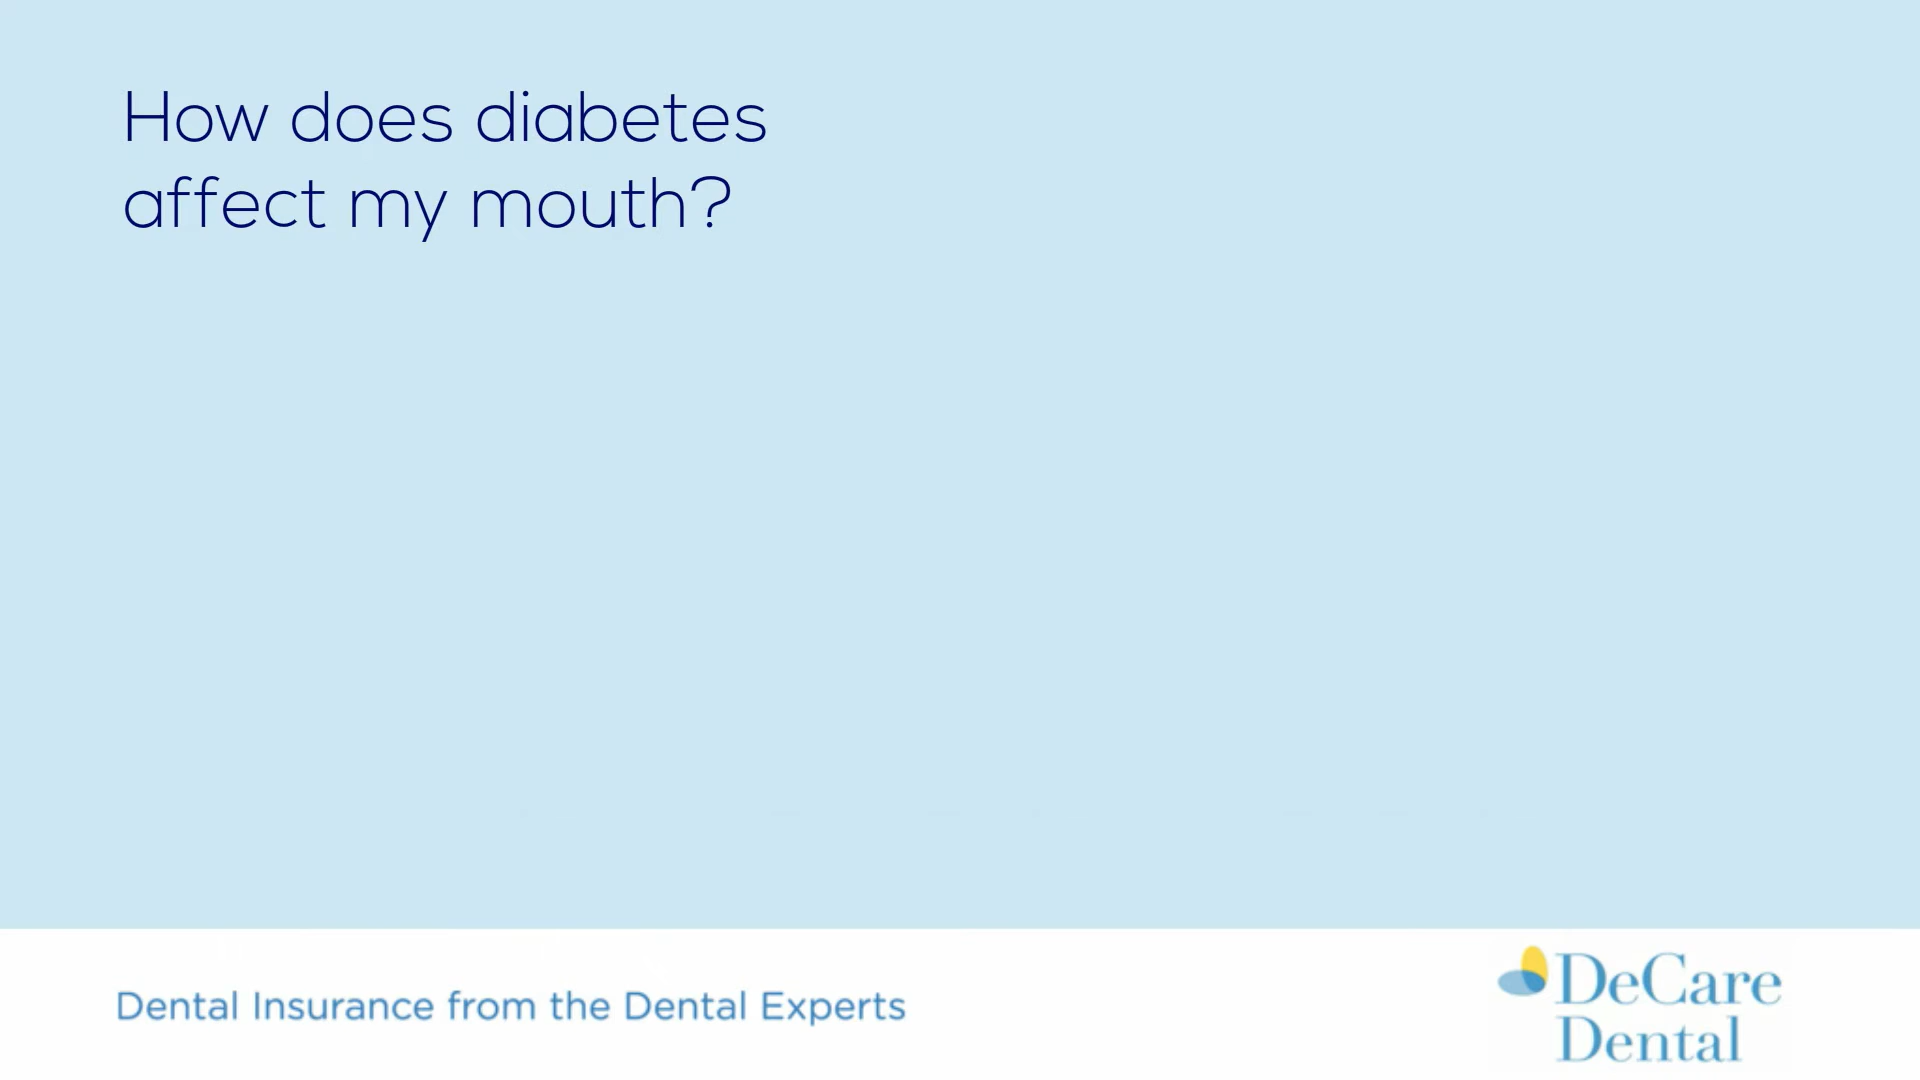 How does diabetes
affect my mouth?
Dental Insurance from the Dental Experts
DeCare
Dental